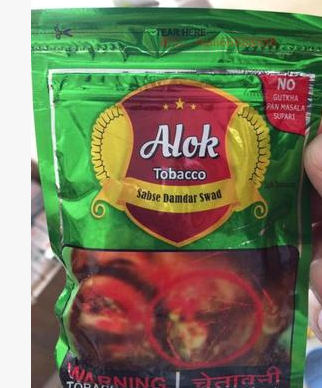 TEAR HERE
NO
GUTKHA
PAN MASALA
SUPARI
Alok
Tobacco
Sabse Damdar Swad
WARNING
चेतावनी